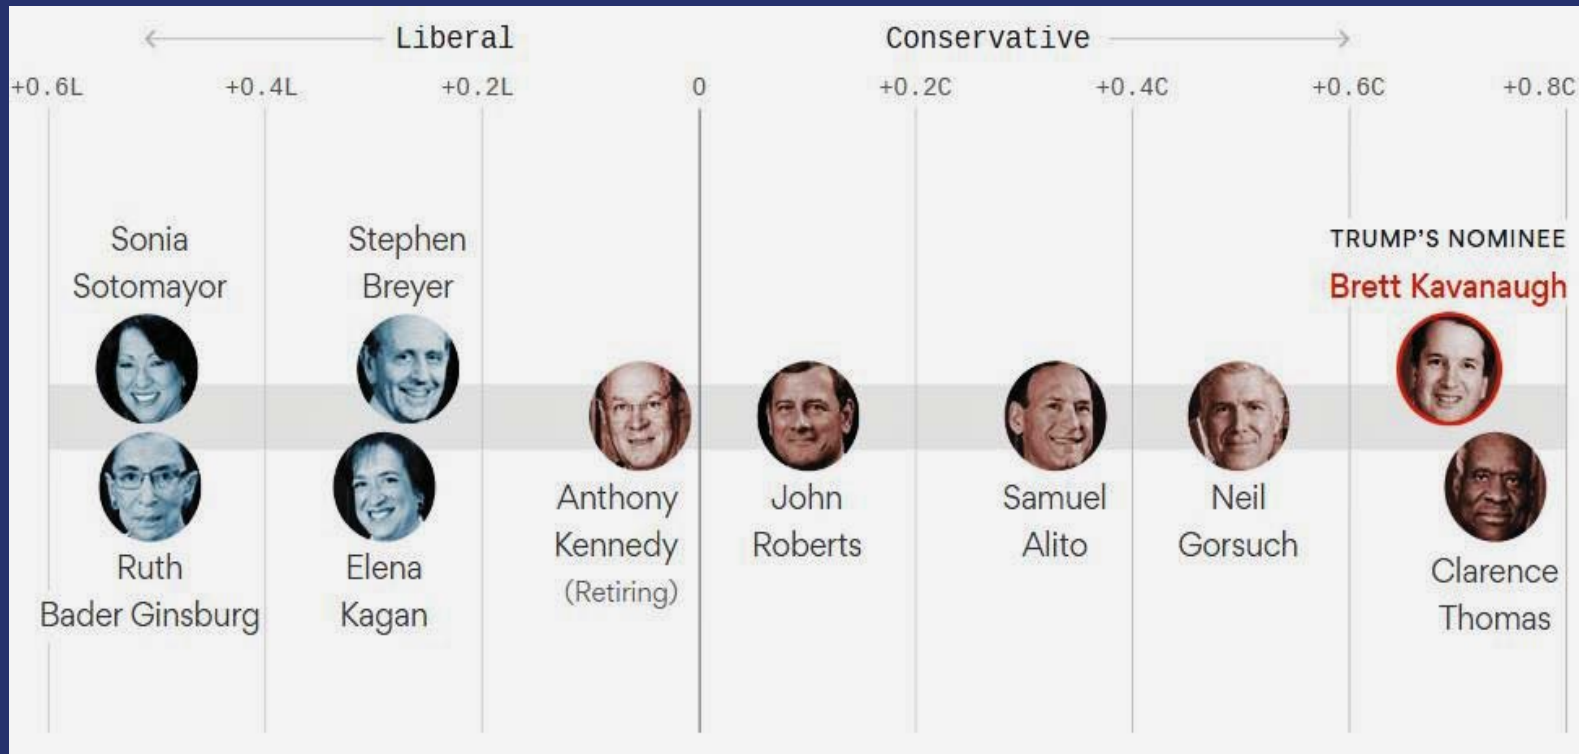 Liberal
Conservative
+0.6L
+0.4L
+0.2L
0
+0.2C
+0.4C
+0.6C
+0.8C
Sonia
Sotomayor
Stephen
Breyer
TRUMP'S NOMINEE
Brett Kavanaugh
Ruth
Bader Ginsburg
Elena
Kagan
Anthony
Kennedy
(Retiring)
John
Roberts
Samuel
Alito
Neil
Gorsuch
Clarence
Thomas